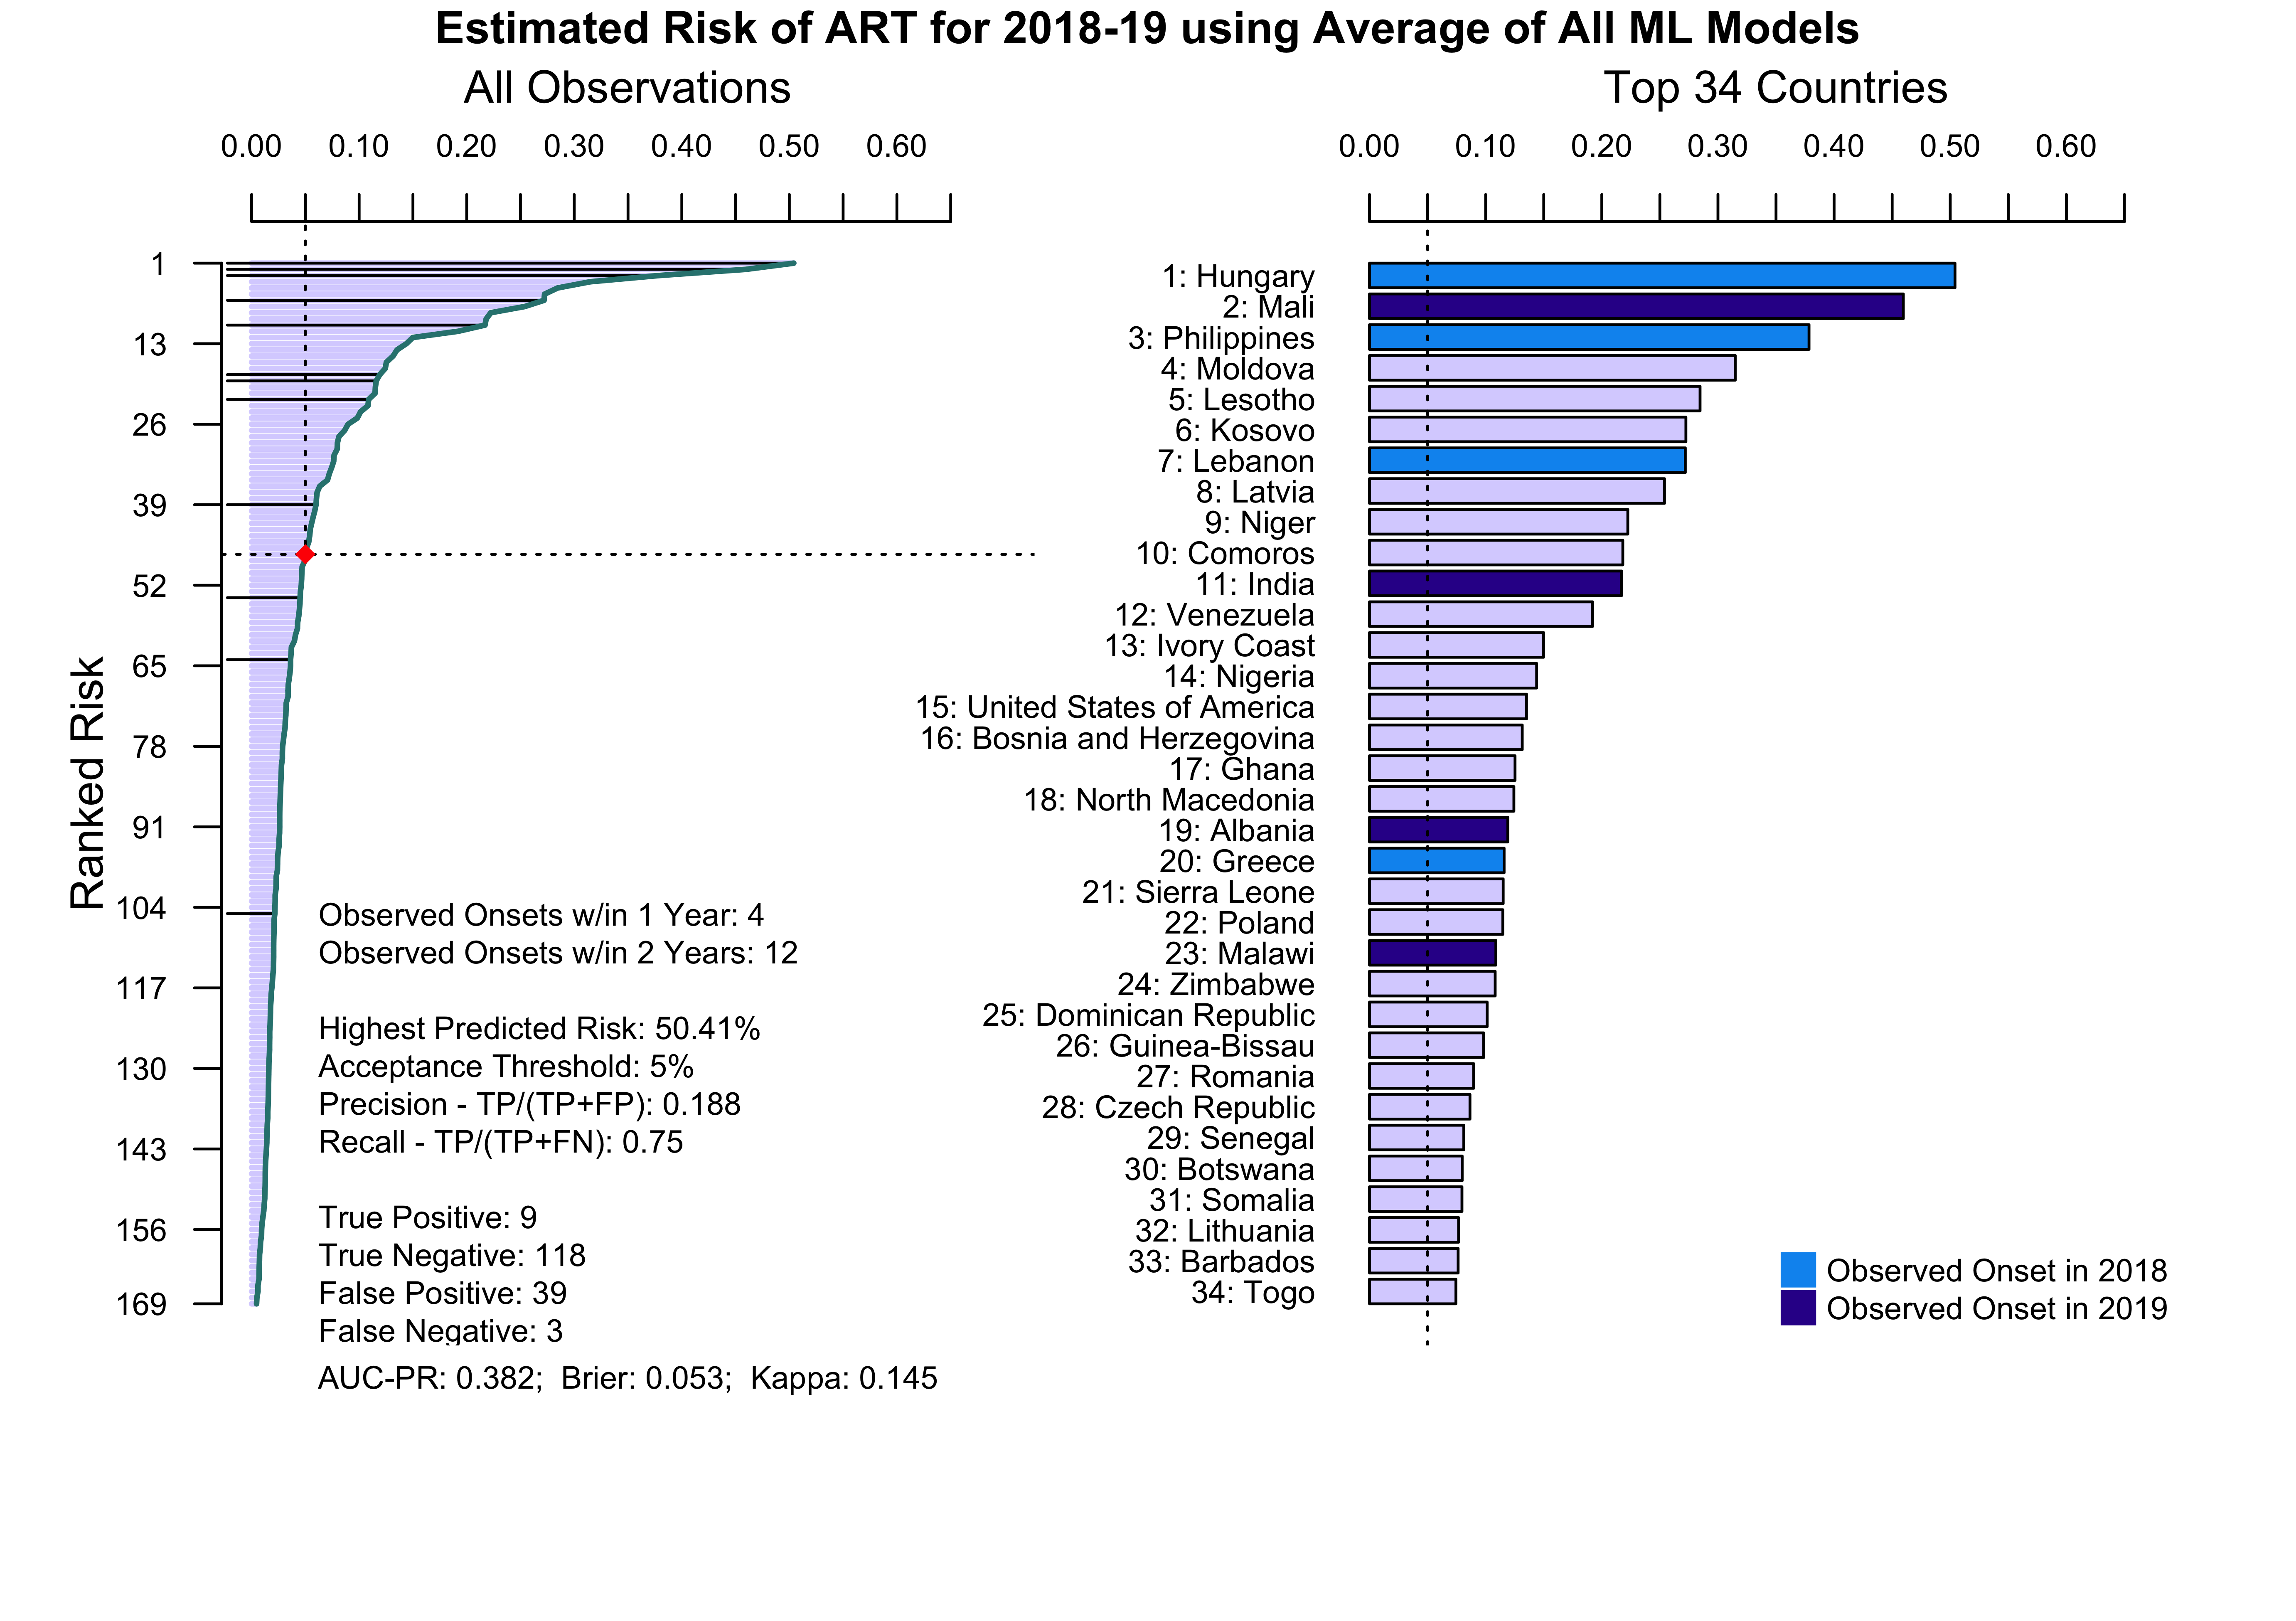 Estimated Risk of ART for 2018-19 using Average of All ML Models
All Observations
0.00 0.10 0.20 0.30 0.40 0.50 0.60
Ranked Risk
1
13
26
39
52
65
78
91
104
117
130
143
156
169
Observed Onsets w/in 1 Year: 4
Observed Onsets w/in 2 Years: 12
Highest Predicted Risk: 50.41%
Acceptance Threshold: 5%
Precision - TP/(TP+FP): 0.188
Recall - TP/(TP+FN): 0.75
True Positive: 9
True Negative: 118
False Positive: 39
False Negative: 3
AUC-PR: 0.382; Brier: 0.053; Kappa: 0.145
Top 34 Countries
0.00 0.10 0.20 0.30 0.40 0.50 0.60
1: Hungary
2: Mali
3: Philippines
4: Moldova
5: Lesotho
6: Kosovo
7: Lebanon
8: Latvia
9: Niger
10: Comoros
11: India
12: Venezuela
13: Ivory Coast
14: Nigeria
15: United States of America
16: Bosnia and Herzegovina
17: Ghana
18: North Macedonia
19: Albania
20: Greece
21: Sierra Leone
22: Poland
23: Malawi
24: Zimbabwe
25: Dominican Republic
26: Guinea-Bissau
27: Romania
28: Czech Republic
29: Senegal
30: Botswana
31: Somalia
32: Lithuania
33: Barbados
34: Togo
Observed Onset in 2018
Observed Onset in 2019